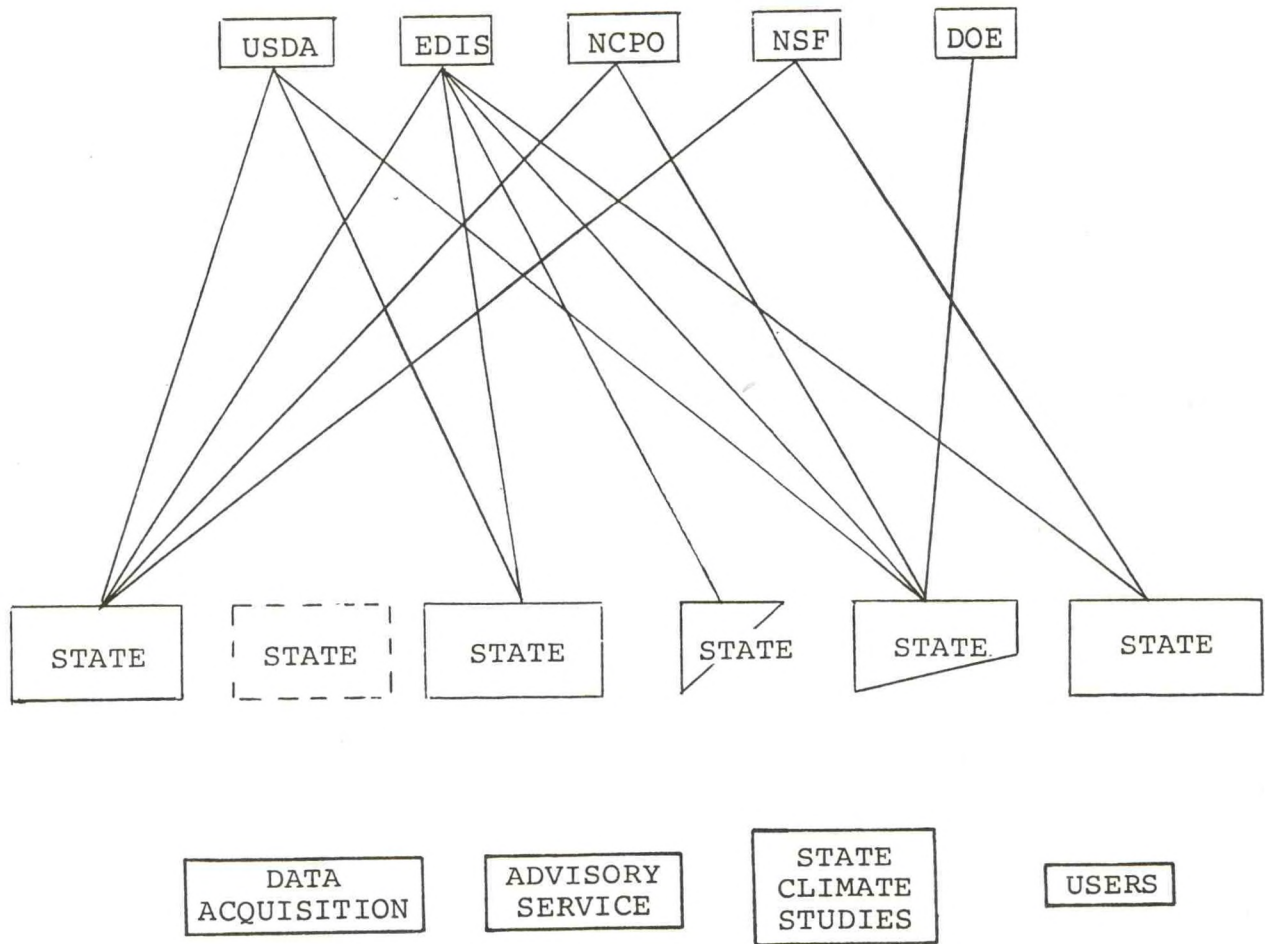 USDA EDIS NCPO NSF DOE
STATE STATE STATE STATE STATE STATE
DATA
ACQUISITION
ADVISORY
SERVICE
STATE
CLIMATE
STUDIES
USERS